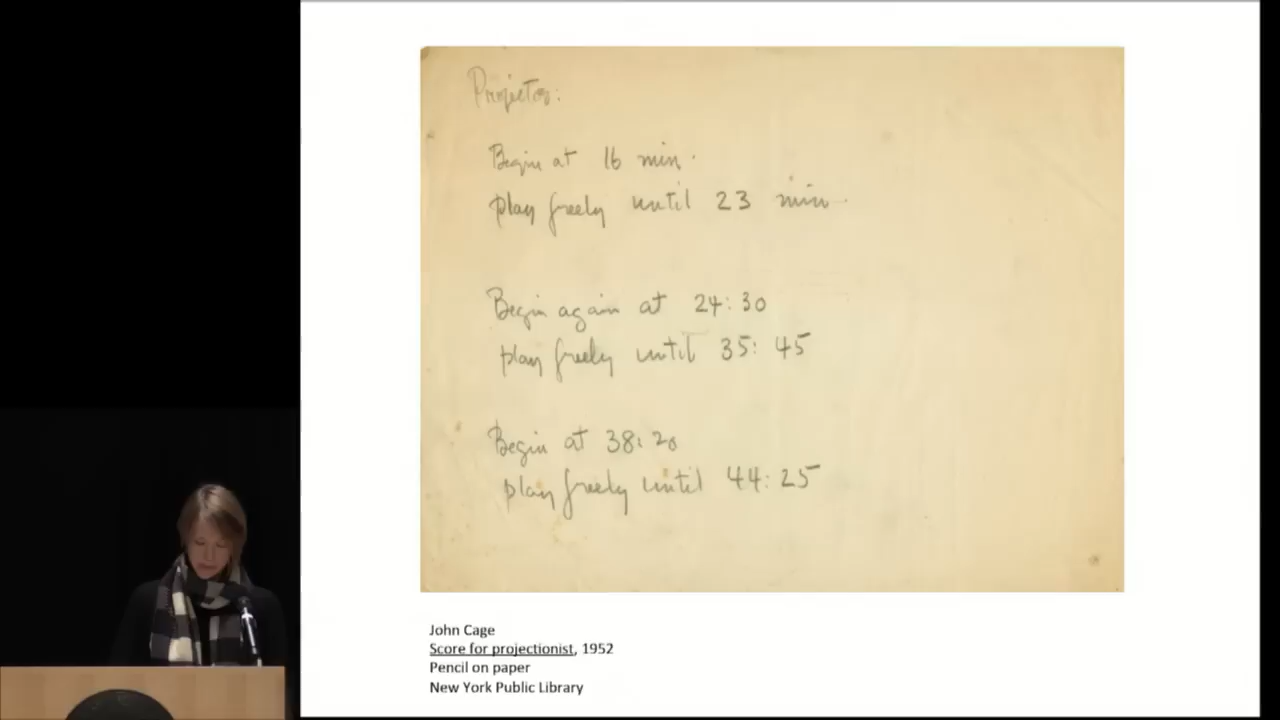 Projector:
Begin at 16 min.
play freely until 23 min.
Begin again at 24:30
play freely until 35:45
Begin at 38:20
play freely until 44:25
John Cage
Score for projectionist, 1952
Pencil on paper
New York Public Library